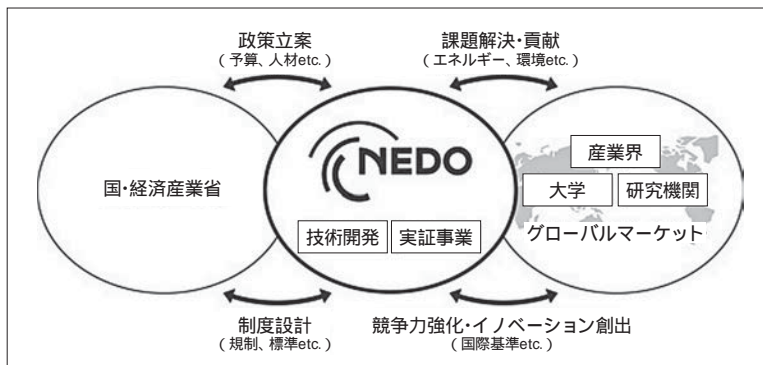 政策立案
（予算、人材etc.）
課題解決・貢献
（エネルギー、環境etc.）
国・経済産業省
NEDO
技術開発 実証事業
産業界
大学 研究機関
グローバルマーケット
制度設計
（規制、標準etc.）
競争力強化・イノベーション創出
（国際基準etc.）